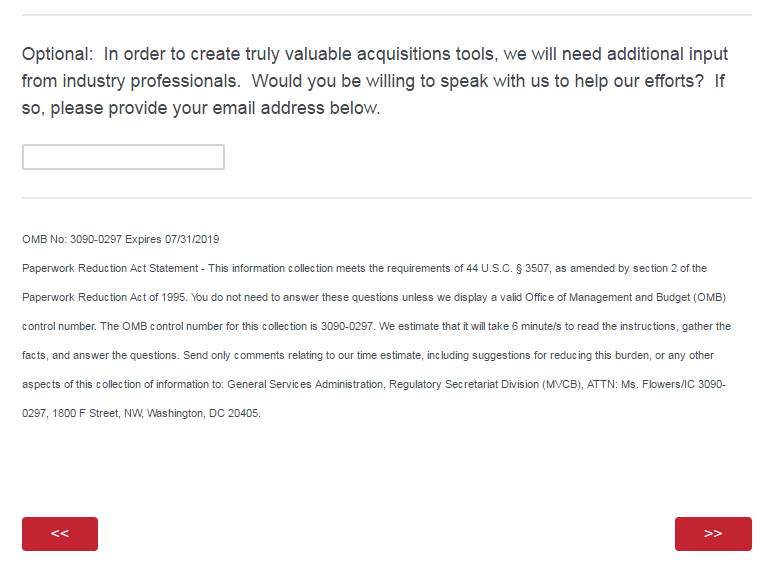 Optional:  In order to create truly valuable acquisitions tools, we will need additional input
from industry professionals.  Would you be willing to speak with us to help our efforts?  If
so, please provide your email address below.
OMB No: 3090-0297 Expires 07/31/2019
Paperwork Reduction Act Statement - This information collection meets the requirements of 44 U.S.C. § 3507, as amended by section 2 of the
Paperwork Reduction Act of 1995. You do not need to answer these questions unless we display a valid Office of Management and Budget (OMB)
control number. The OMB control number for this collection is 3090-0297. We estimate that it will take 6 minute/s to read the instructions, gather the
facts, and answer the questions. Send only comments relating to our time estimate, including suggestions for reducing this burden, or any other
aspects of this collection of information to: General Services Administration, Regulatory Secretariat Division (MVCB), ATTN: Ms. Flowers/IC 3090-
0297, 1800 F Street, NW, Washington, DC 20405.
<< >>